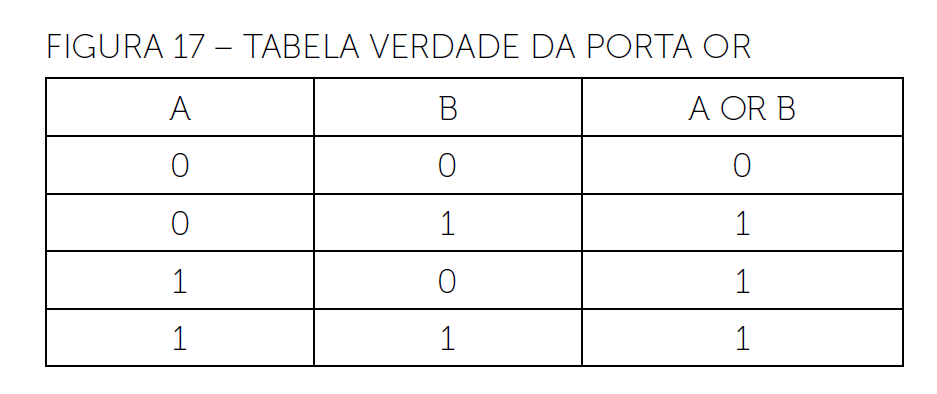 FIGURA 17 – TABELA VERDADE DA PORTA OR
A B A OR B
0 0 0
0 1 1
1 0 1
1 1 1